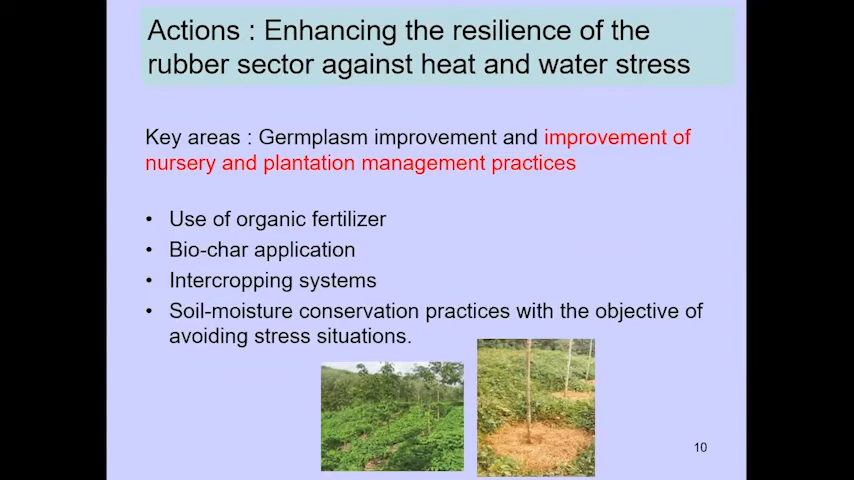 Actions : Enhancing the resilience of the
rubber sector against heat and water stress
Key areas : Germplasm improvement and improvement of
nursery and plantation management practices
• Use of organic fertilizer
• Bio-char application
• Intercropping systems
• Soil-moisture conservation practices with the objective of
avoiding stress situations.
10